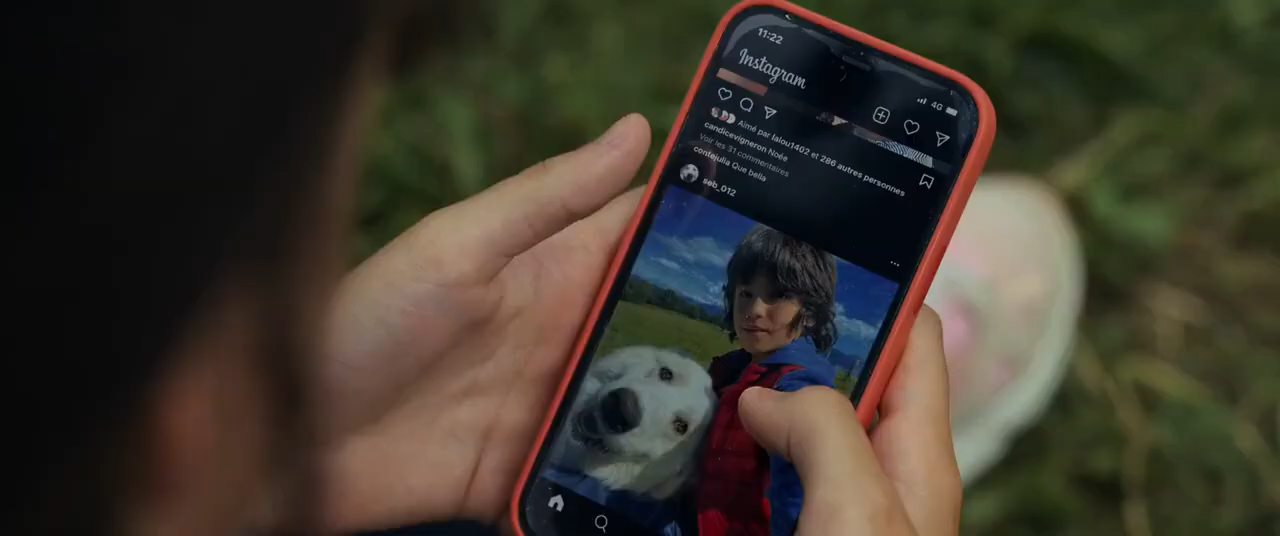 11:22
4G
Instagram
Aimé par lalou1402 et 286 autres personnes
candicevigneron Noée
Voir les 31 commentaires
contejulia Que bella
seb_012